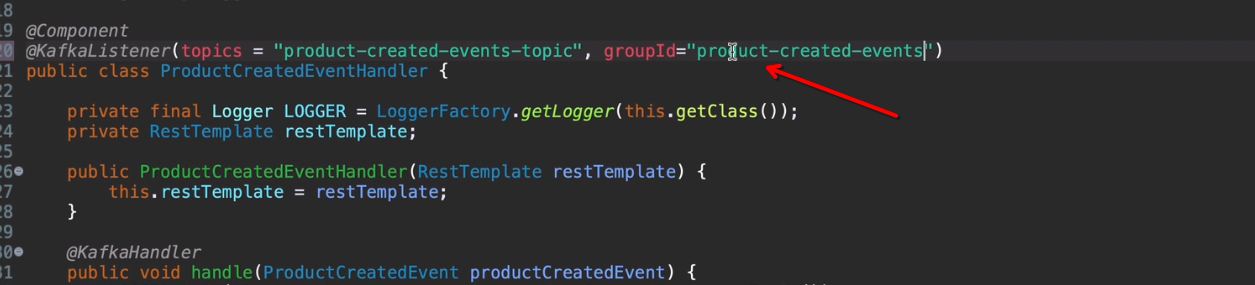 18
19 @Component
20 @KafkaListener(topics = "product-created-events-topic", groupId="product-created-events")
21 public class ProductCreatedEventHandler {
22
23 private final Logger LOGGER = LoggerFactory.getLogger(this.getClass());
24 private RestTemplate restTemplate;
25
26 public ProductCreatedEventHandler(RestTemplate restTemplate) {
27 this.restTemplate = restTemplate;
28 }
29
30 @KafkaHandler
31 public void handle(ProductCreatedEvent productCreatedEvent) {